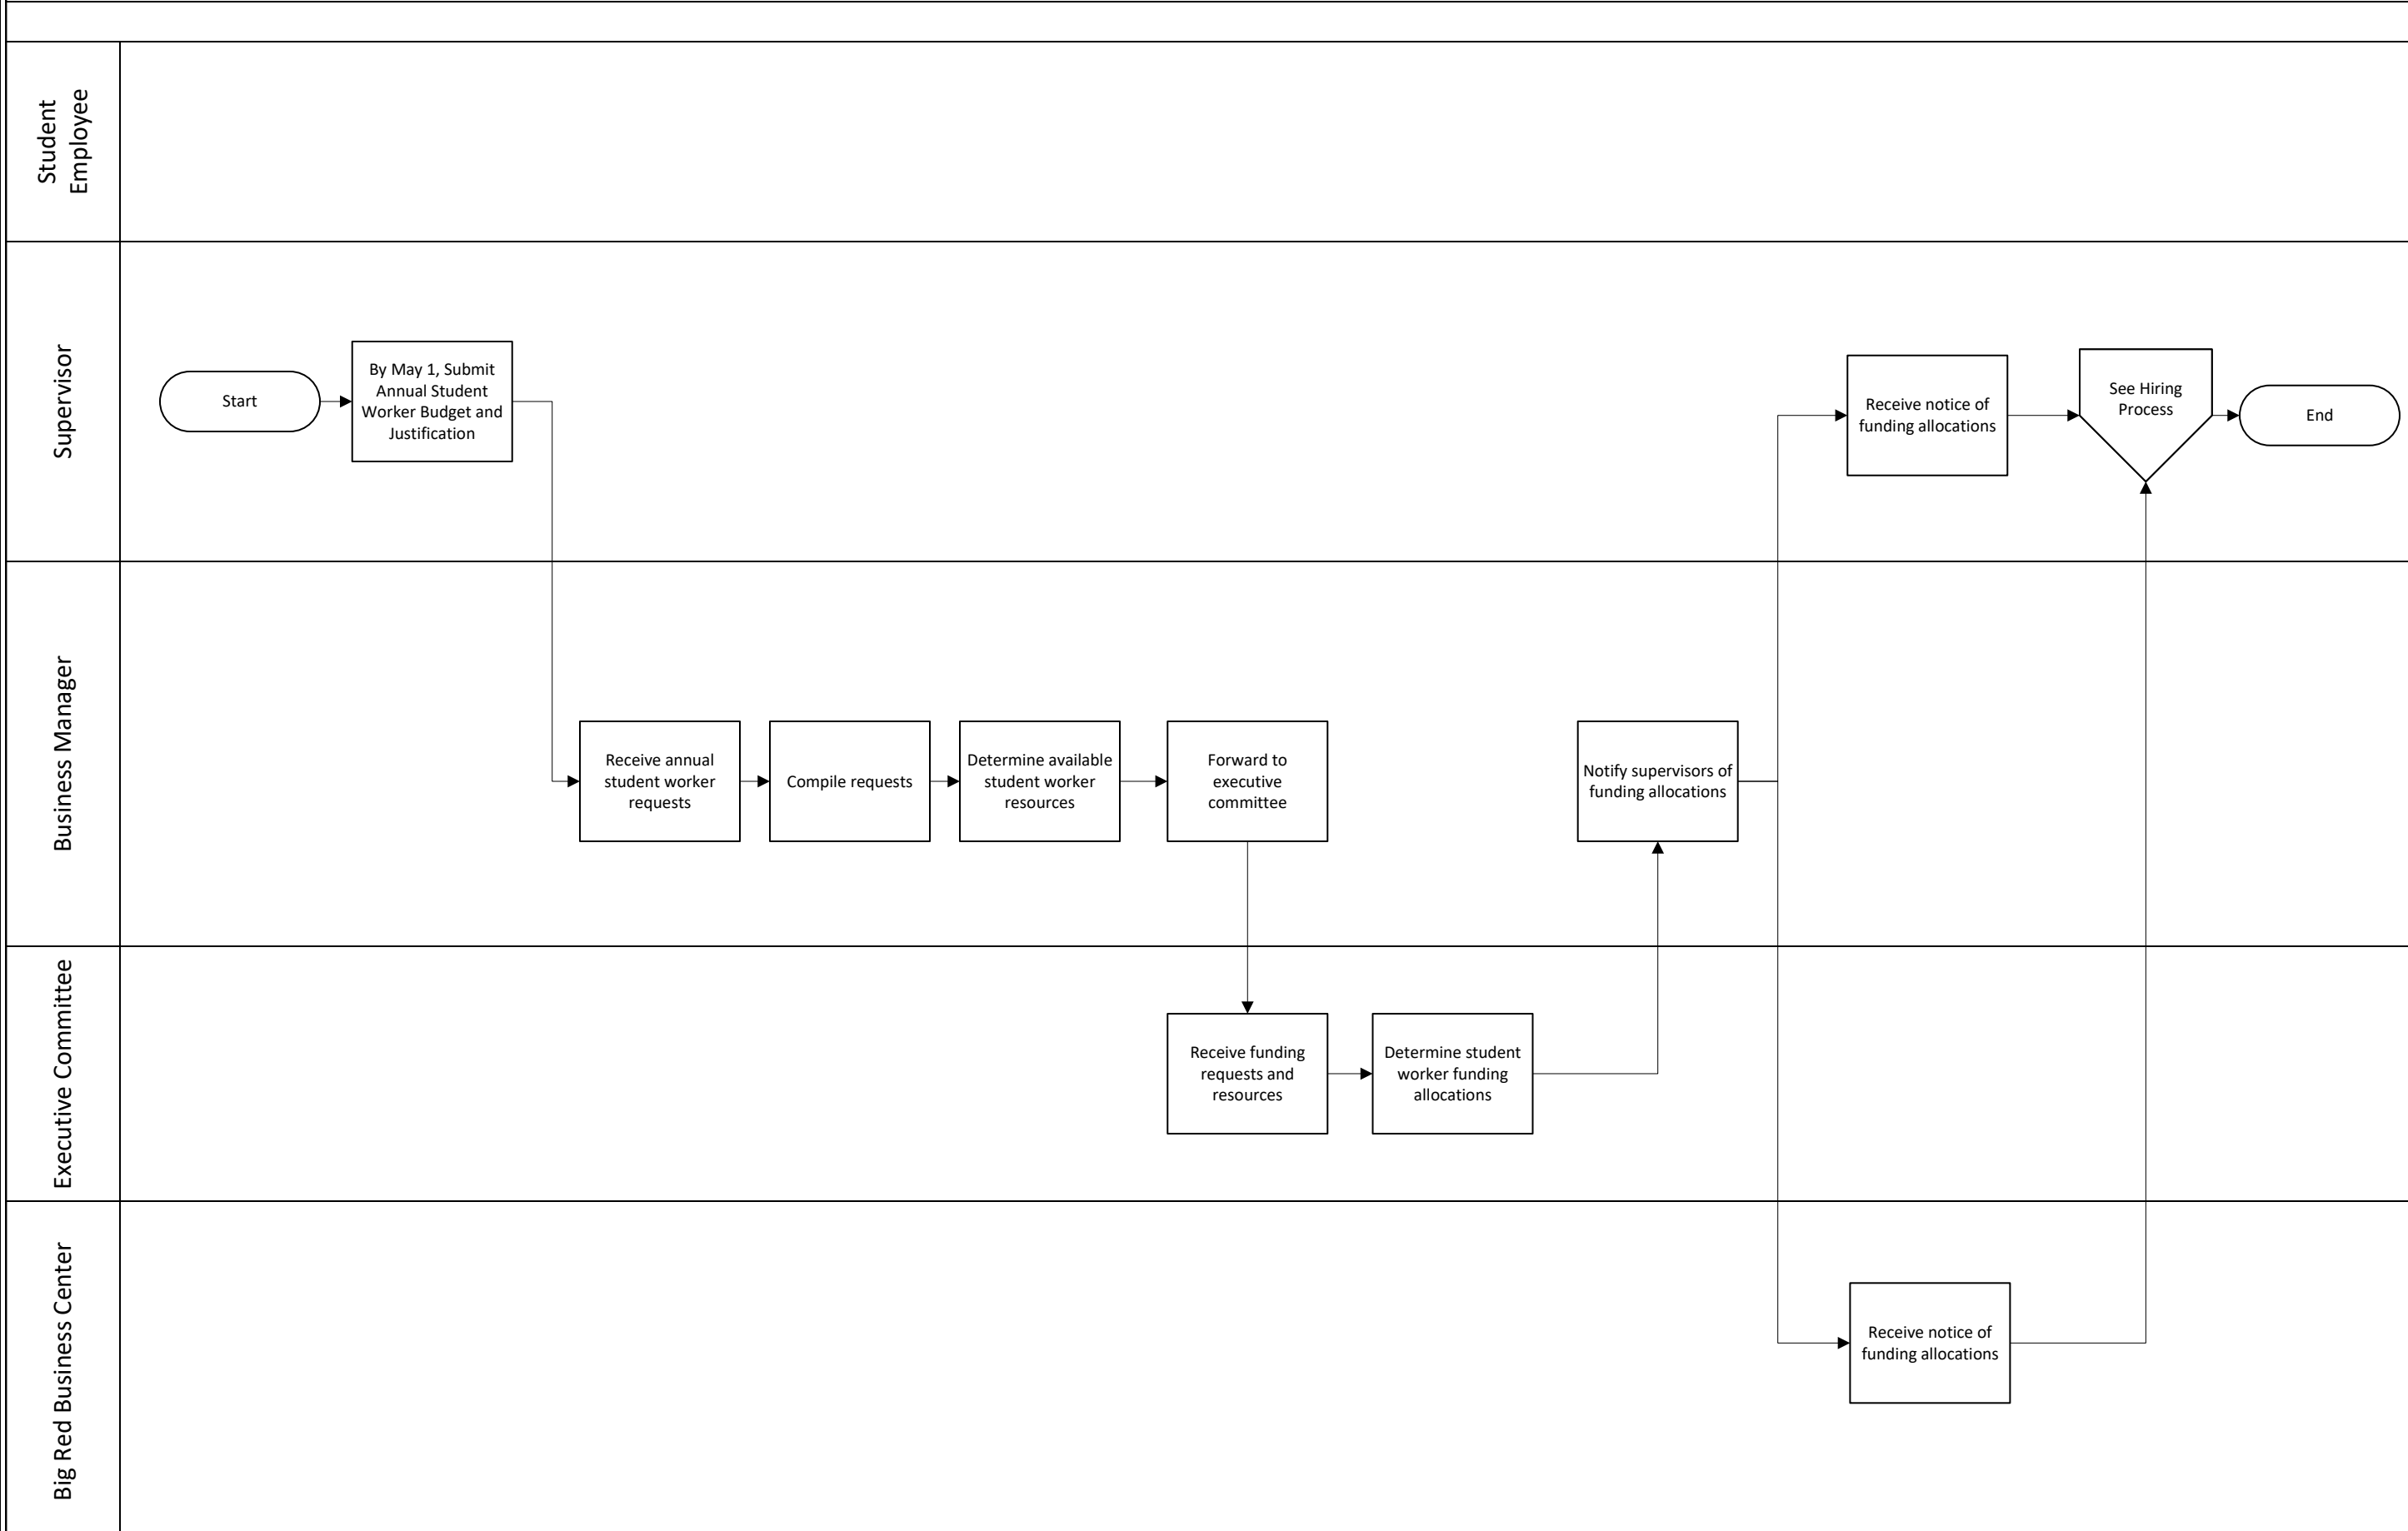 Student
Employee
Supervisor
Start
By May 1, Submit
Annual Student
Worker Budget and
Justification
Receive notice of
funding allocations
See Hiring
Process
End
Business Manager
Receive annual
student worker
requests
Compile requests
Determine available
student worker
resources
Forward to
executive
committee
Notify supervisors of
funding allocations
Executive Committee
Receive funding
requests and
resources
Determine student
worker funding
allocations
Big Red Business Center
Receive notice of
funding allocations